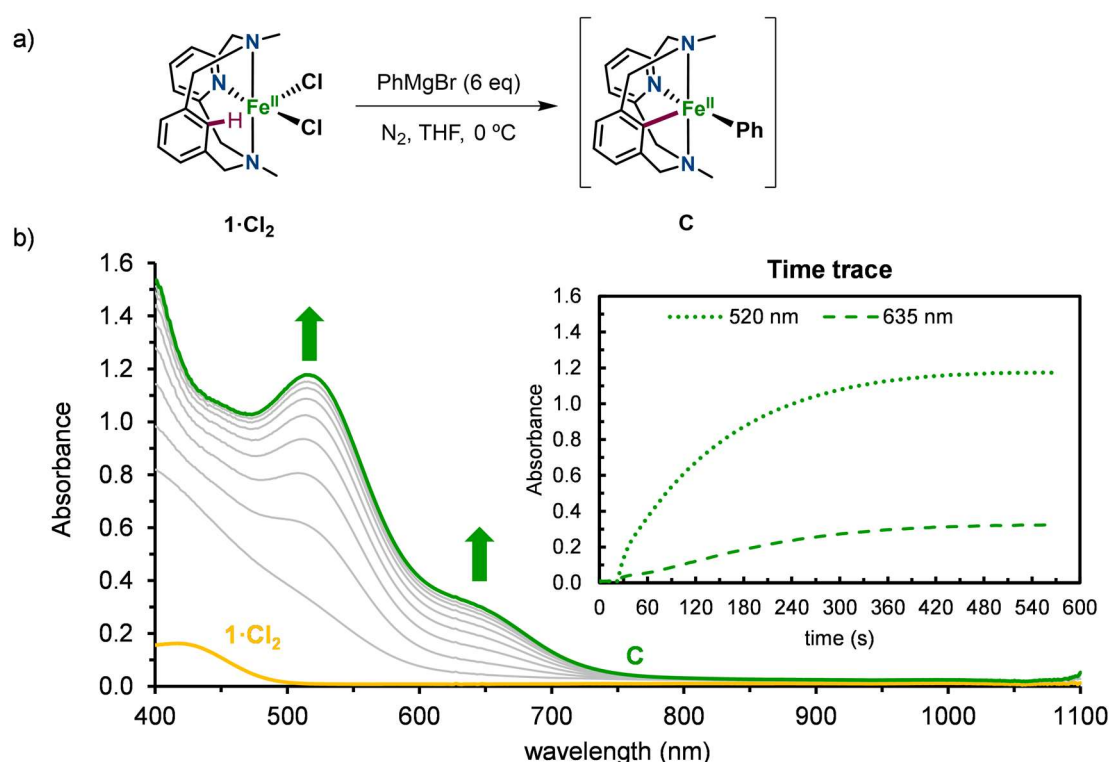 a)
N
N
N
Fe^II
H
Cl
Cl
1·Cl₂
PhMgBr (6 eq)
N₂, THF, 0 ºC
N
N
N
Fe^II
Ph
C
b)
Time trace
Absorbance
1.6
1.4
1.2
1.0
0.8
0.6
0.4
0.2
0.0
520 nm
635 nm
0 60 120 180 240 300 360 420 480 540 600
time (s)
Absorbance
1.6
1.4
1.2
1.0
0.8
0.6
0.4
0.2
0.0
1·Cl₂
C
400 500 600 700 800 900 1000 1100
wavelength (nm)